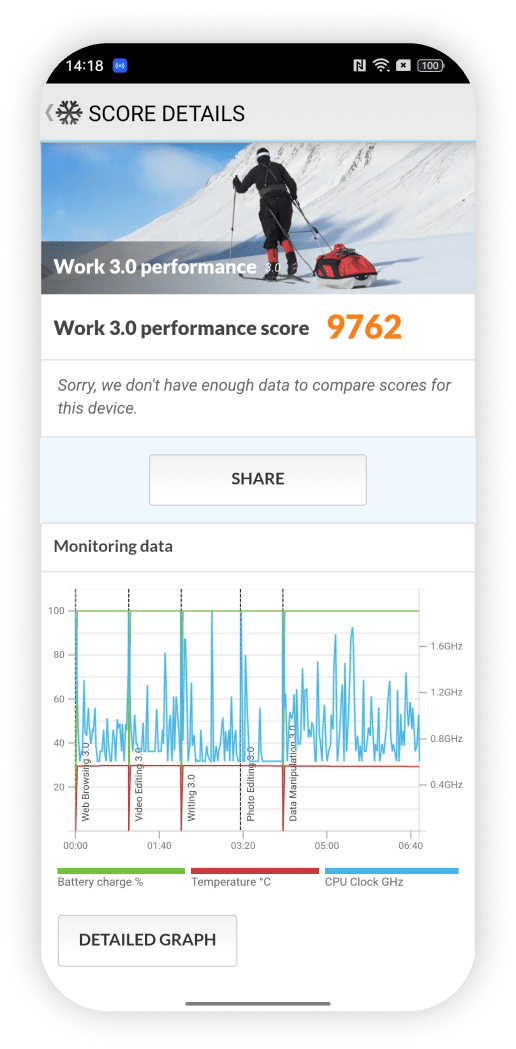 14:18
100
SCORE DETAILS
Work 3.0 performance 3.0
Work 3.0 performance score 9762
Sorry, we don't have enough data to compare scores for
this device.
SHARE
Monitoring data
100
80
60
40
20
1.6GHz
1.2GHz
0.8GHz
0.4GHz
Web Browsing 3.0
Video Editing 3.0
Writing 3.0
Photo Editing 3.0
Data Manipulation 3.0
00:00 01:40 03:20 05:00 06:40
Battery charge % Temperature °C CPU Clock GHz
DETAILED GRAPH